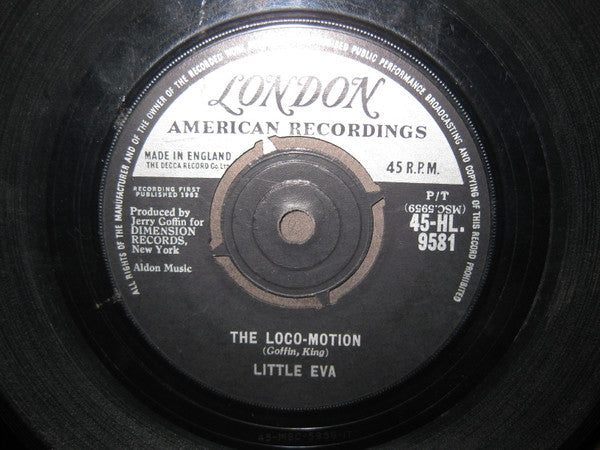 ALL RIGHTS OF THE MANUFACTURER AND OF THE OWNER OF THE RECORDED WORK PUBLIC PERFORMANCE BROADCASTING AND COPYING OF THIS RECORD PROHIBITED
LONDON
AMERICAN RECORDINGS
MADE IN ENGLAND
THE DECCA RECORD Co. Ltd
45 R.P.M.
RECORDING FIRST
PUBLISHED 1962
P/T
(MSC.5959)
45-HL.
9581
Produced by
Jerry Goffin for
DIMENSION
RECORDS,
New York
Aldon Music
THE LOCO-MOTION
(Goffin, King)
LITTLE EVA